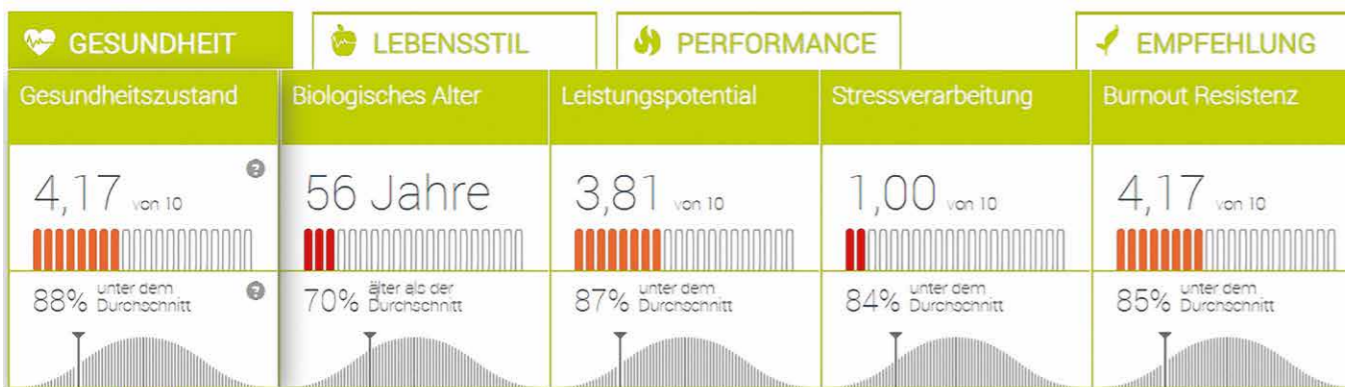 GESUNDHEIT
LEBENSSTIL
PERFORMANCE
EMPFEHLUNG
Gesundheitszustand
Biologisches Alter
Leistungspotential
Stressverarbeitung
Burnout Resistenz
4,17 von 10
?
56 Jahre
3,81 von 10
1,00 von 10
4,17 von 10
88% unter dem
Durchschnitt
?
70% älter als der
Durchschnitt
87% unter dem
Durchschnitt
84% unter dem
Durchschnitt
85% unter dem
Durchschnitt